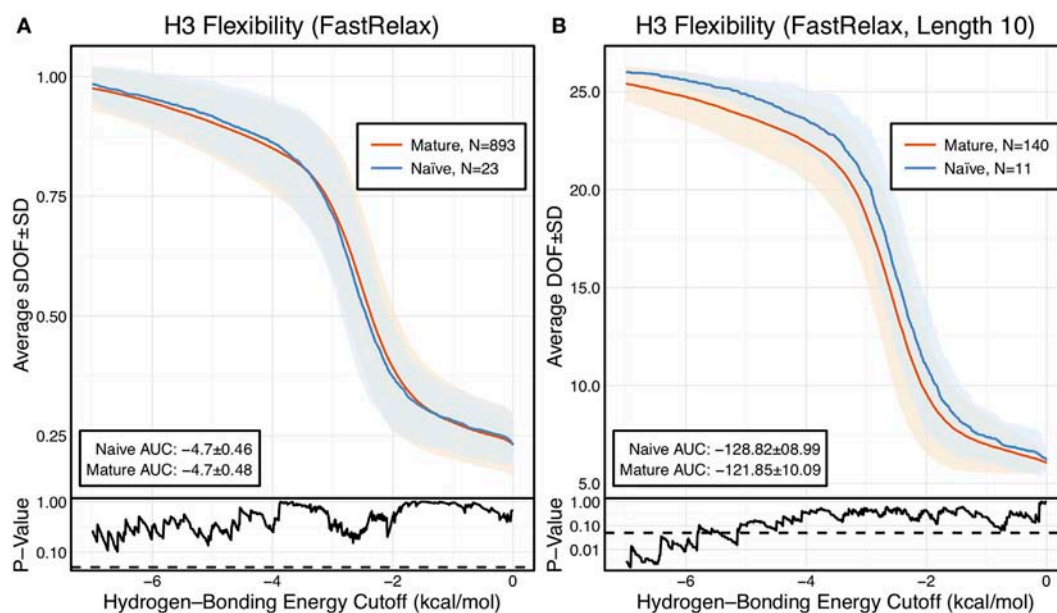 A H3 Flexibility (FastRelax)
Average sDOF±SD
1.00
0.75
0.50
0.25
Mature, N=893
Naïve, N=23
Naive AUC: −4.7±0.46
Mature AUC: −4.7±0.48
P−Value
1.00
0.10
−6 −4 −2 0
Hydrogen−Bonding Energy Cutoff (kcal/mol)
B H3 Flexibility (FastRelax, Length 10)
Average DOF±SD
25.0
20.0
15.0
10.0
5.0
Mature, N=140
Naïve, N=11
Naive AUC: −128.82±08.99
Mature AUC: −121.85±10.09
P−Value
1.00
0.10
0.01
−6 −4 −2 0
Hydrogen−Bonding Energy Cutoff (kcal/mol)